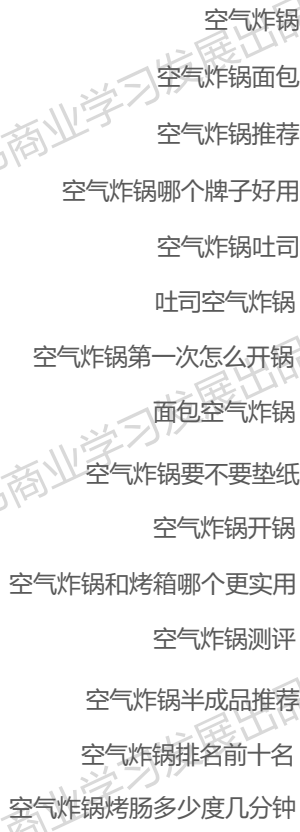 空气炸锅
空气炸锅面包
空气炸锅推荐
空气炸锅哪个牌子好用
空气炸锅吐司
吐司空气炸锅
空气炸锅第一次怎么开锅
面包空气炸锅
空气炸锅要不要垫纸
空气炸锅开锅
空气炸锅和烤箱哪个更实用
空气炸锅测评
空气炸锅半成品推荐
空气炸锅排名前十名
空气炸锅烤肠多少度几分钟